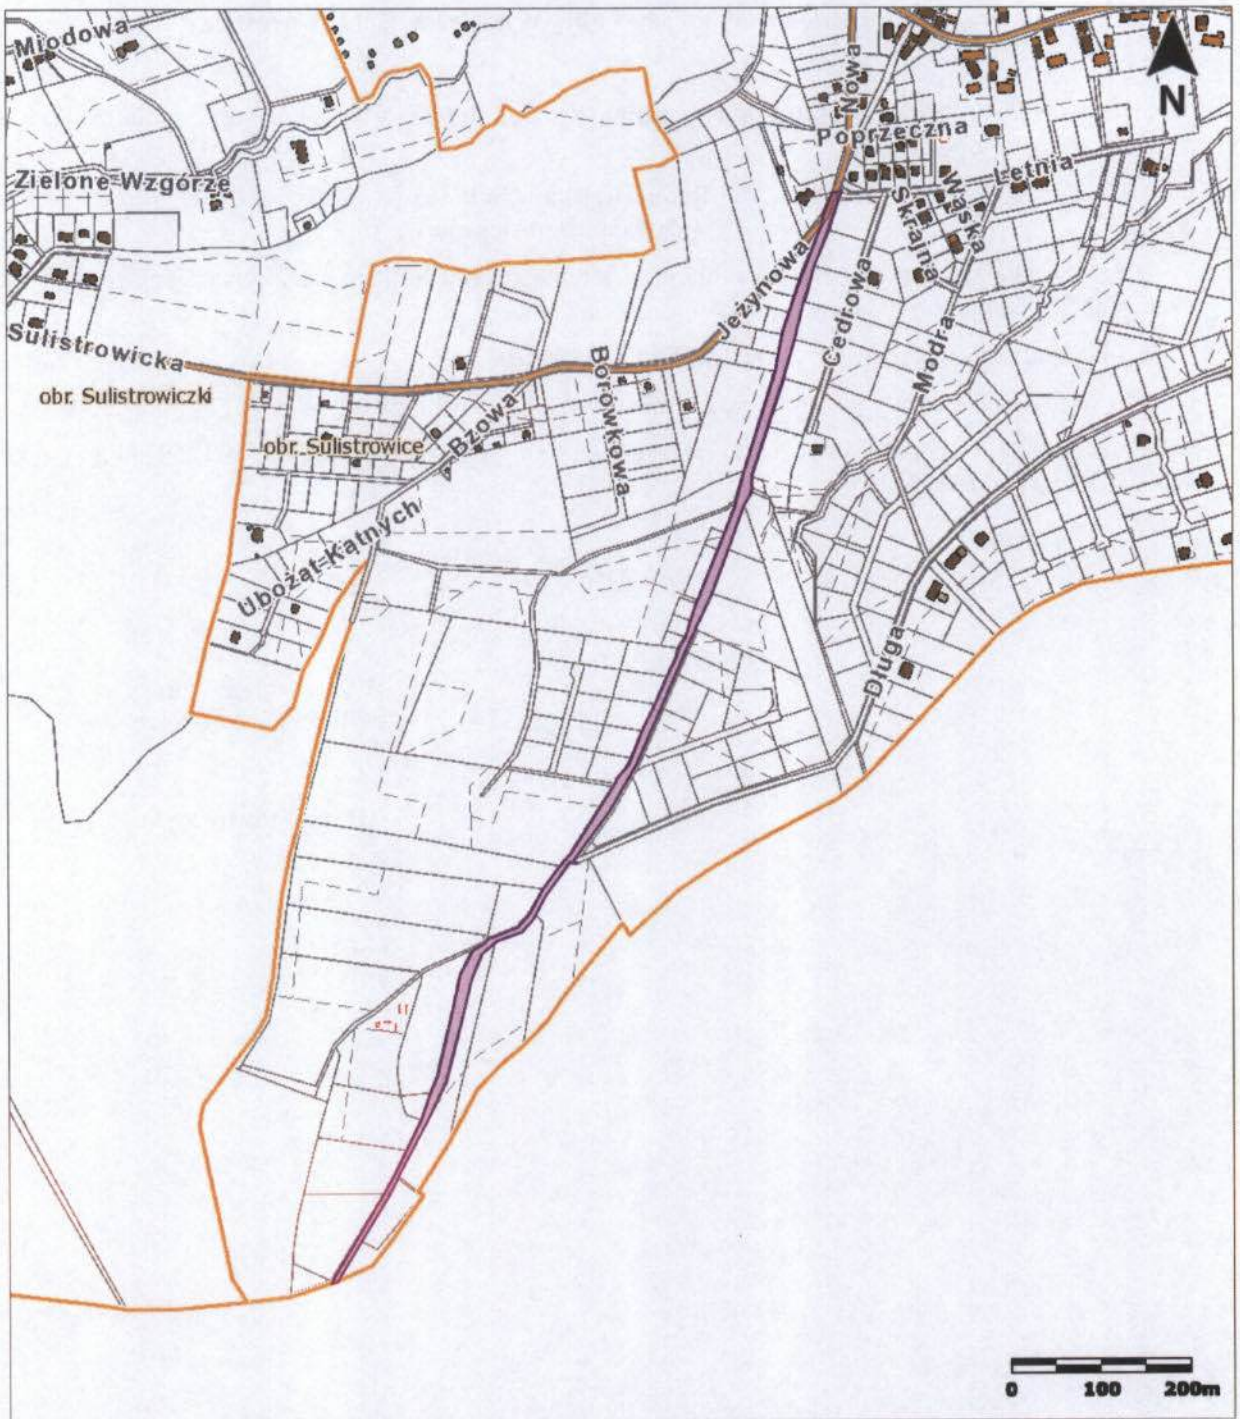 Miodowa
Nowa
N
Poprzeczna
Letnia
Zielone Wzgórze
Wąska
Skrajna
Jeżynowa
Cedrowa
Modra
Sulistrowicka
Borówkowa
obr. Sulistrowiczki
Bzowa
obr. Sulistrowice
Ubożąt Kątnych
Długa
0 100 200m